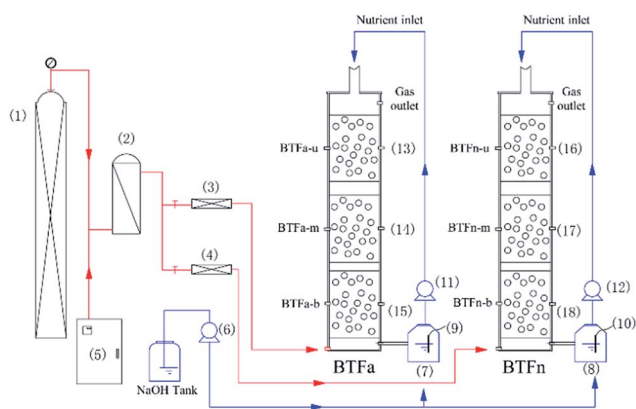 Nutrient inlet
Nutrient inlet
(1)
(2)
Gas
outlet
Gas
outlet
BTFa-u
(13)
BTFn-u
(16)
(3)
BTFa-m
(14)
BTFn-m
(17)
(4)
(11)
(12)
BTFa-b
(15)
BTFn-b
(18)
(5)
(6)
(9)
(10)
NaOH Tank
BTFa
(7)
BTFn
(8)